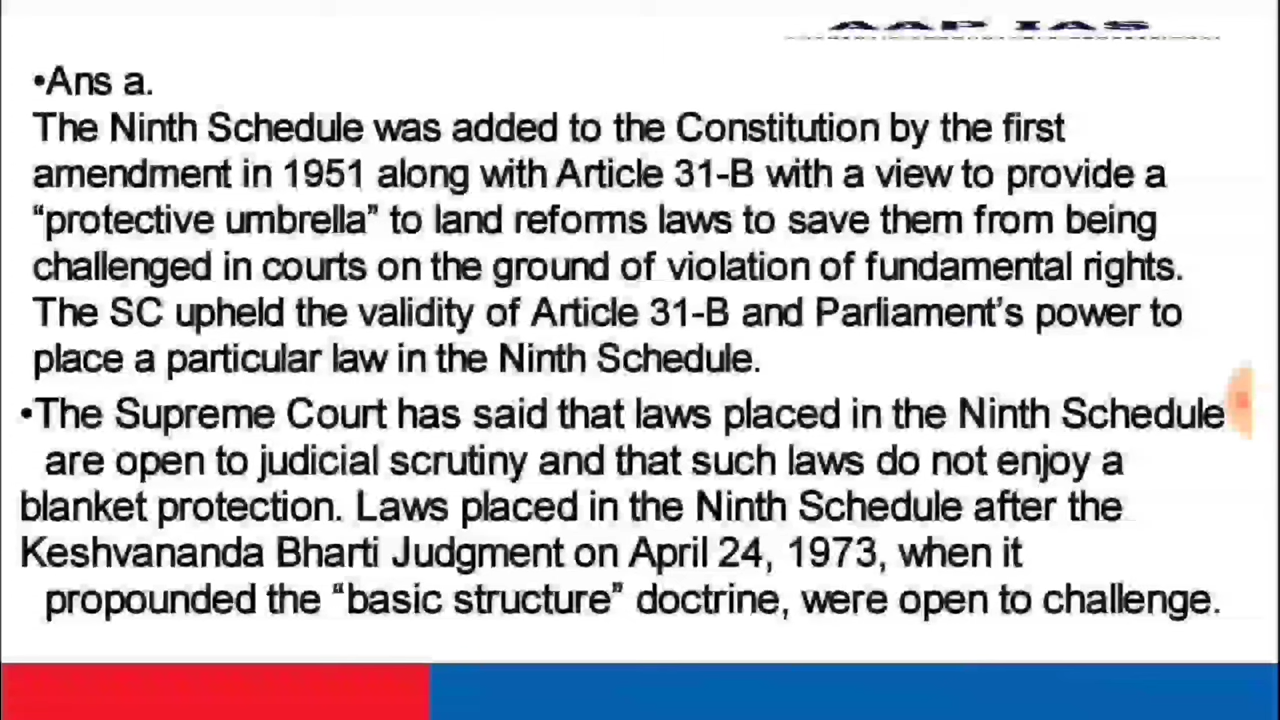 AAP IAS
•Ans a.
The Ninth Schedule was added to the Constitution by the first
amendment in 1951 along with Article 31-B with a view to provide a
“protective umbrella” to land reforms laws to save them from being
challenged in courts on the ground of violation of fundamental rights.
The SC upheld the validity of Article 31-B and Parliament’s power to
place a particular law in the Ninth Schedule.
•The Supreme Court has said that laws placed in the Ninth Schedule
are open to judicial scrutiny and that such laws do not enjoy a
blanket protection. Laws placed in the Ninth Schedule after the
Keshvananda Bharti Judgment on April 24, 1973, when it
propounded the “basic structure” doctrine, were open to challenge.